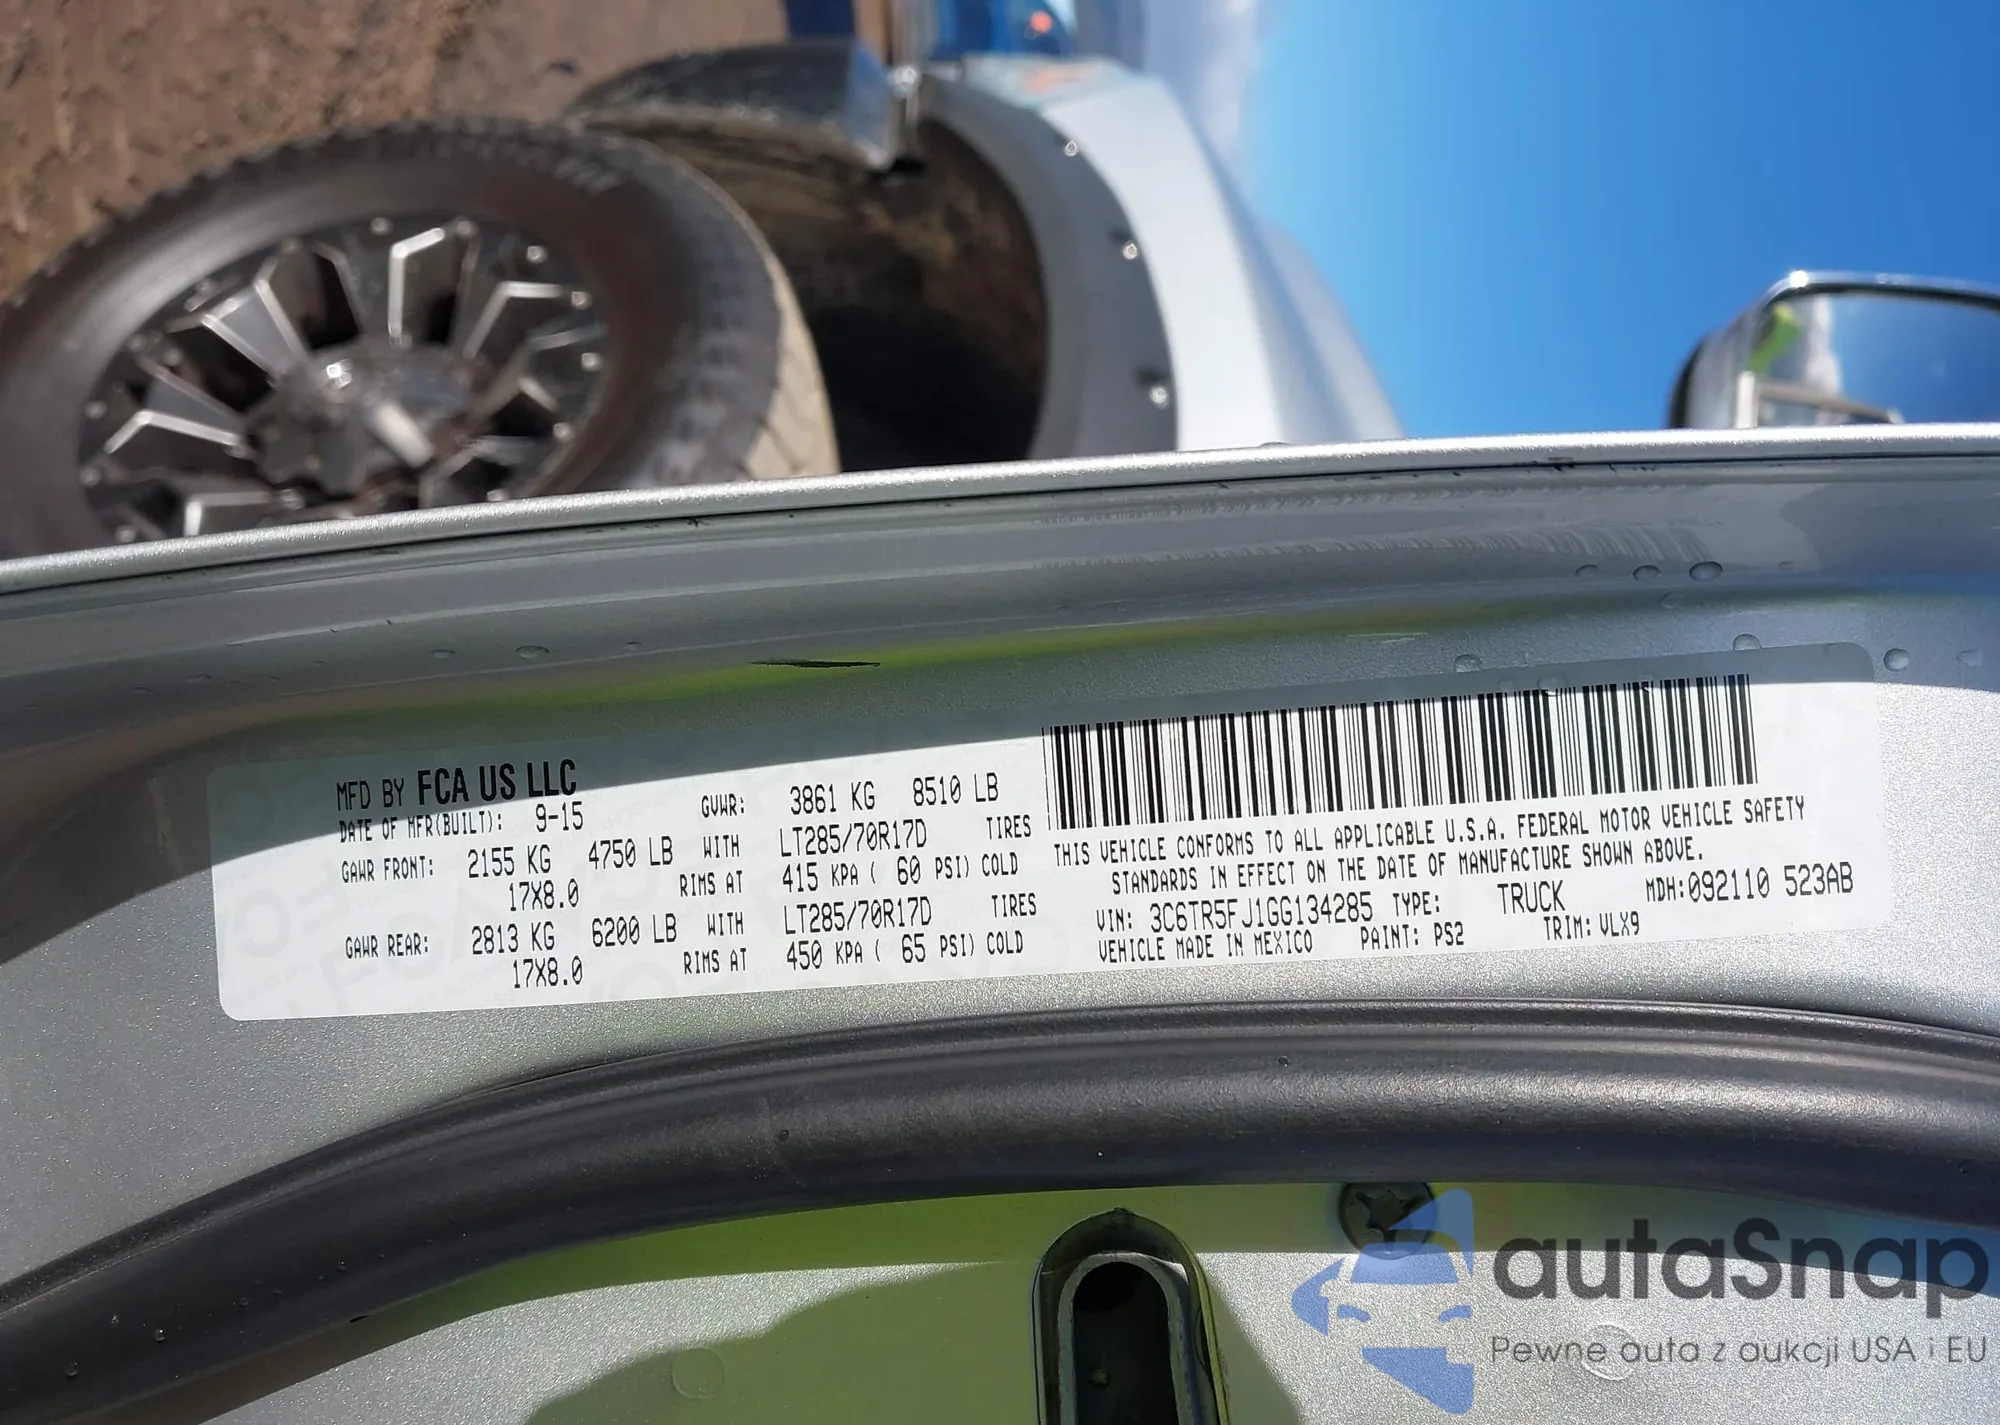 MFD BY FCA US LLC
DATE OF MFR(BUILT): 9-15 GVWR: 3861 KG 8510 LB
GAWR FRONT: 2155 KG 4750 LB WITH LT285/70R17D TIRES
17X8.0 RIMS AT 415 KPA ( 60 PSI) COLD
GAWR REAR: 2813 KG 6200 LB WITH LT285/70R17D TIRES
17X8.0 RIMS AT 450 KPA ( 65 PSI) COLD
THIS VEHICLE CONFORMS TO ALL APPLICABLE U.S.A. FEDERAL MOTOR VEHICLE SAFETY
STANDARDS IN EFFECT ON THE DATE OF MANUFACTURE SHOWN ABOVE.
VIN: 3C6TR5FJ1GG134285 TYPE: TRUCK MDH:092110 523AB
VEHICLE MADE IN MEXICO PAINT: PS2 TRIM: VLX9
autaSnap
Pewne auta z aukcji USA i EU